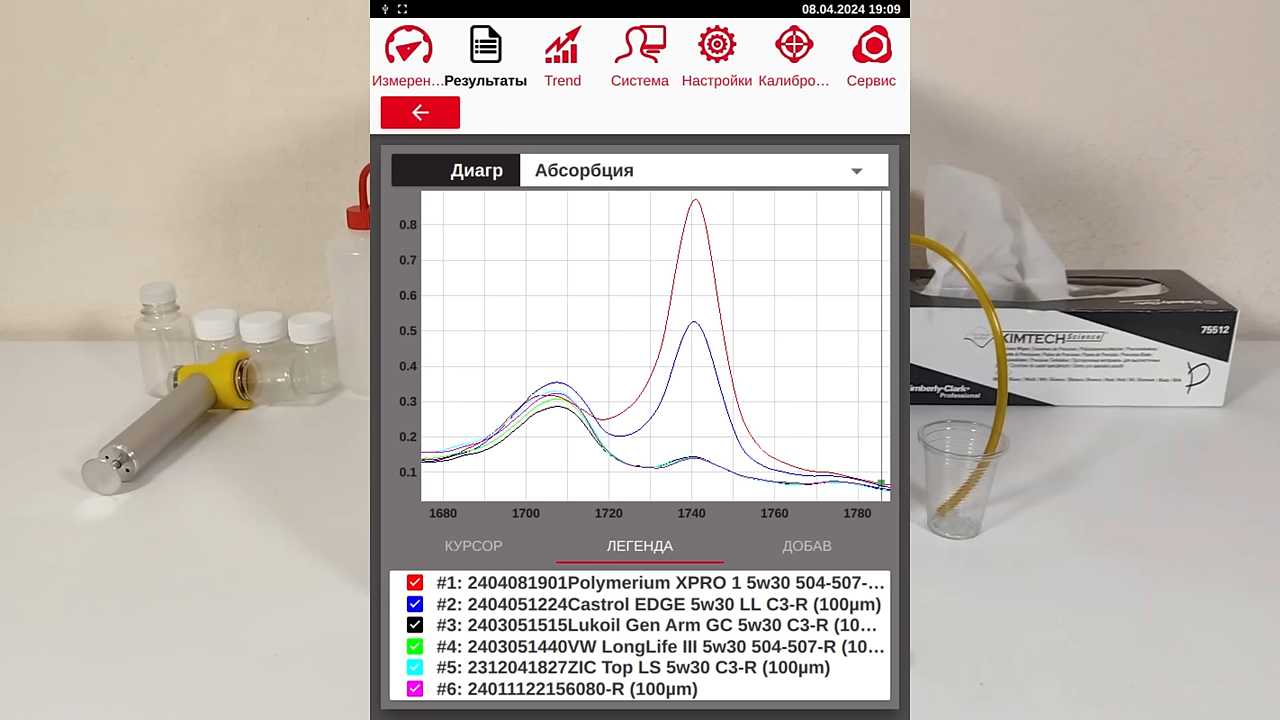 08.04.2024 19:09
Измерен... Результаты Trend Система Настройки Калибро... Сервис
Диагр Абсорбция
0.8
0.7
0.6
0.5
0.4
0.3
0.2
0.1
1680 1700 1720 1740 1760 1780
КУРСОР ЛЕГЕНДА ДОБАВ
#1: 2404081901Polymerium XPRO 1 5w30 504-507-...
#2: 2404051224Castrol EDGE 5w30 LL C3-R (100µm)
#3: 2403051515Lukoil Gen Arm GC 5w30 C3-R (10...
#4: 2403051440VW LongLife III 5w30 504-507-R (10...
#5: 2312041827ZIC Top LS 5w30 C3-R (100µm)
#6: 24011122156080-R (100µm)
75512
KIMTECH Science
Kimberly-Clark
Professional
P